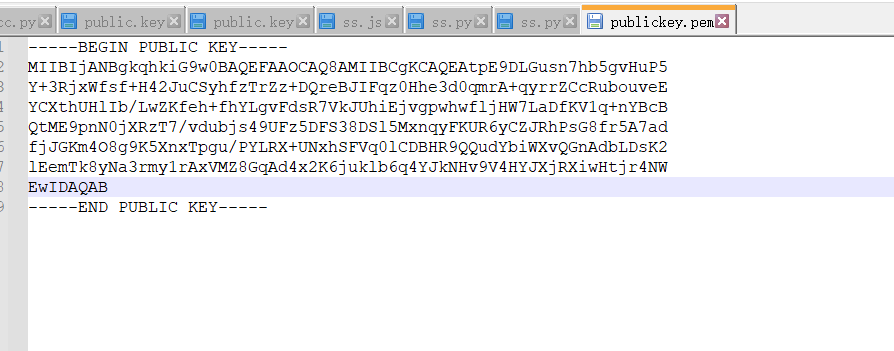 cc.py public.key public.key ss.js ss.py ss.py publickey.pem
1 -----BEGIN PUBLIC KEY-----
2 MIIBIjANBgkqhkiG9w0BAQEFAAOCAQ8AMIIBCgKCAQEAtpE9DLGusn7hb5gvHuP5
3 Y+3RjxWfsf+H42JuCSyhfzTrZz+DQreBJIFqz0Hhe3d0qmrA+qyrrZCcRubouveE
4 YCXthUHlIb/LwZKfeh+fhYLgvFdsR7VkJUhiEjvgpwhwfljHW7LaDfKV1q+nYBcB
5 QtME9pnN0jXRzT7/vdubjs49UFz5DFS38DSl5MxnqyFKUR6yCZJRhPsG8fr5A7ad
6 fjJGKm4O8g9K5XnxTpgu/PYLRX+UNxhSFVq0lCDBHR9QQudYbiWXvQGnAdbLDsK2
7 lEemTk8yNa3rmy1rAxVMZ8GqAd4x2K6juklb6q4YJkNHv9V4HYJXjRXiwHtjr4NW
8 EwIDAQAB
9 -----END PUBLIC KEY-----